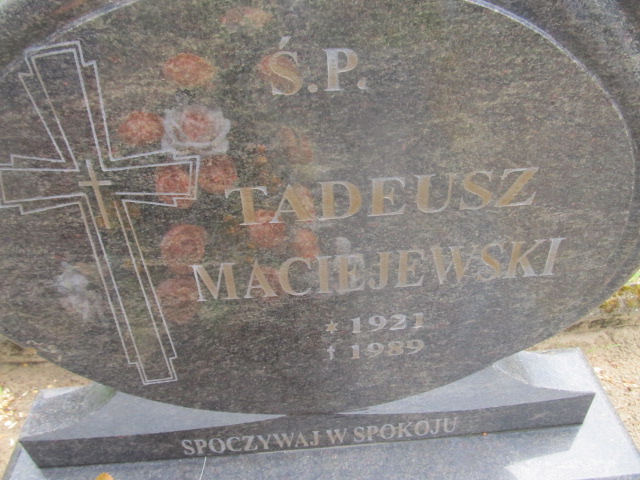 Ś.P.
TADEUSZ
MACIEJEWSKI
* 1921
† 1989
SPOCZYWAJ W SPOKOJU